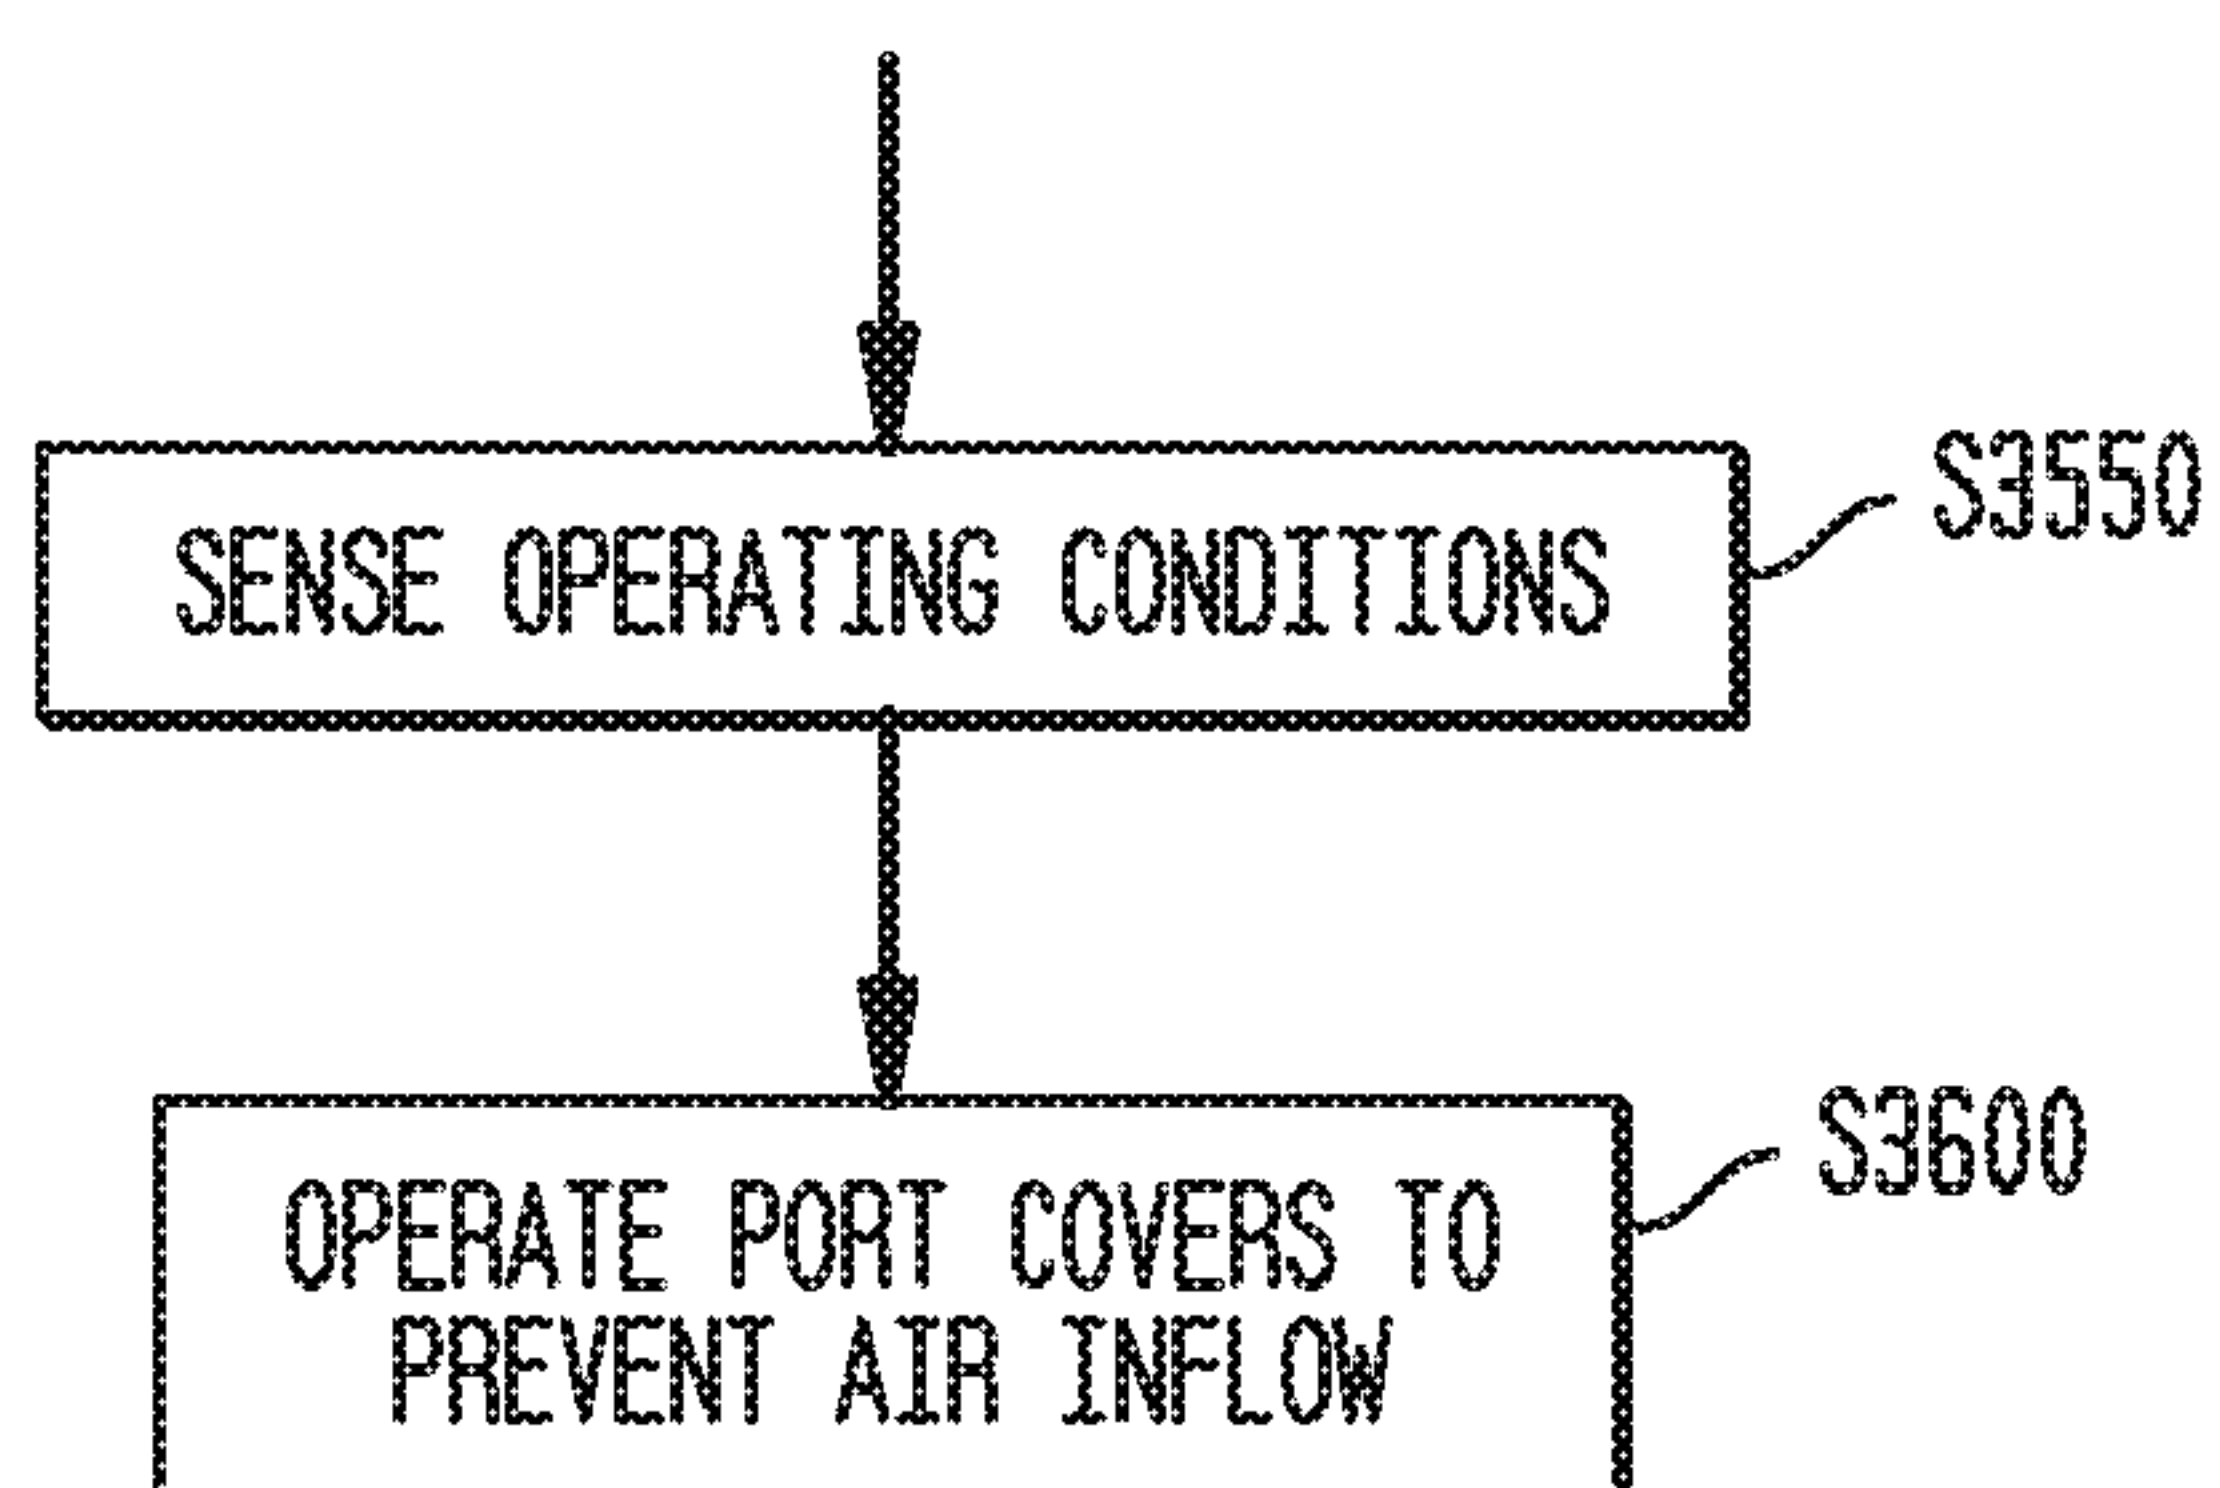 S3550
SENSE OPERATING CONDITIONS
S3600
OPERATE PORT COVERS TO
PREVENT AIR INFLOW